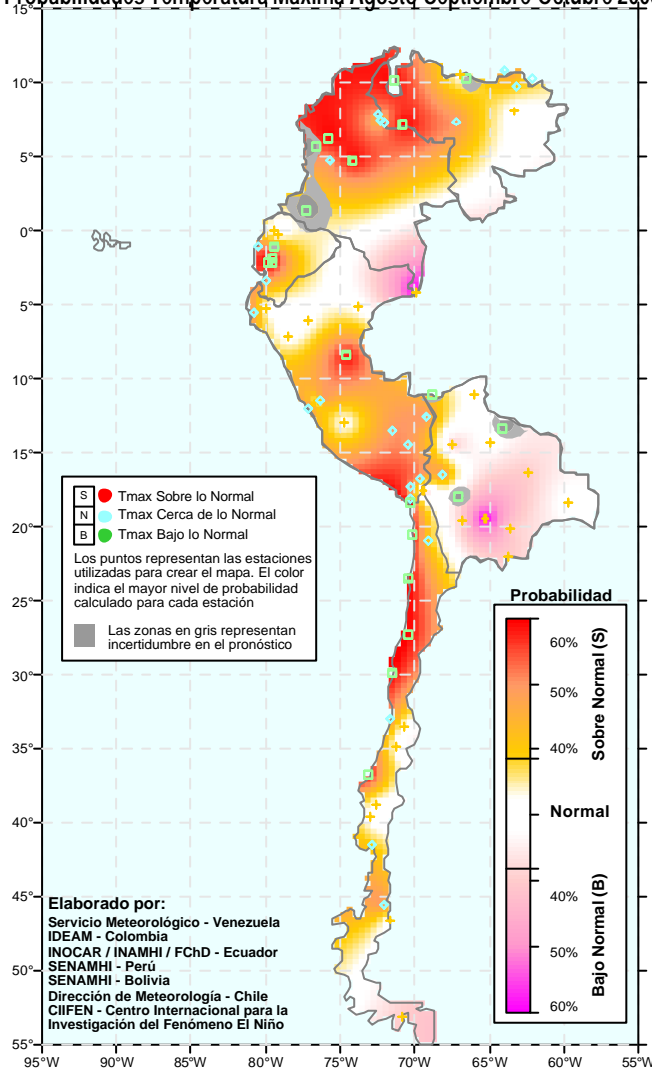 Temperatura Máxima Agosto Septiembre Octubre
15°
10°
5°
0°
5°
10°
15°
20°
25°
30°
35°
40°
45°
50°
55°
95°W
90°W
85°W
80°W
75°W
70°W
65°W
60°W
55°W
S Tmax Sobre lo Normal
N Tmax Cerca de lo Normal
B Tmax Bajo lo Normal
Los puntos representan las estaciones
utilizadas para crear el mapa. El color
indica el mayor nivel de probabilidad
calculado para cada estación
Las zonas en gris representan
incertidumbre en el pronóstico
Probabilidad
60%
50%
40%
Sobre Normal (S)
Normal
40%
50%
60%
Bajo Normal (B)
Elaborado por:
Servicio Meteorológico - Venezuela
IDEAM - Colombia
INOCAR / INAMHI / FChD - Ecuador
SENAMHI - Perú
SENAMHI - Bolivia
Dirección de Meteorología - Chile
CIIFEN - Centro Internacional para la
Investigación del Fenómeno El Niño